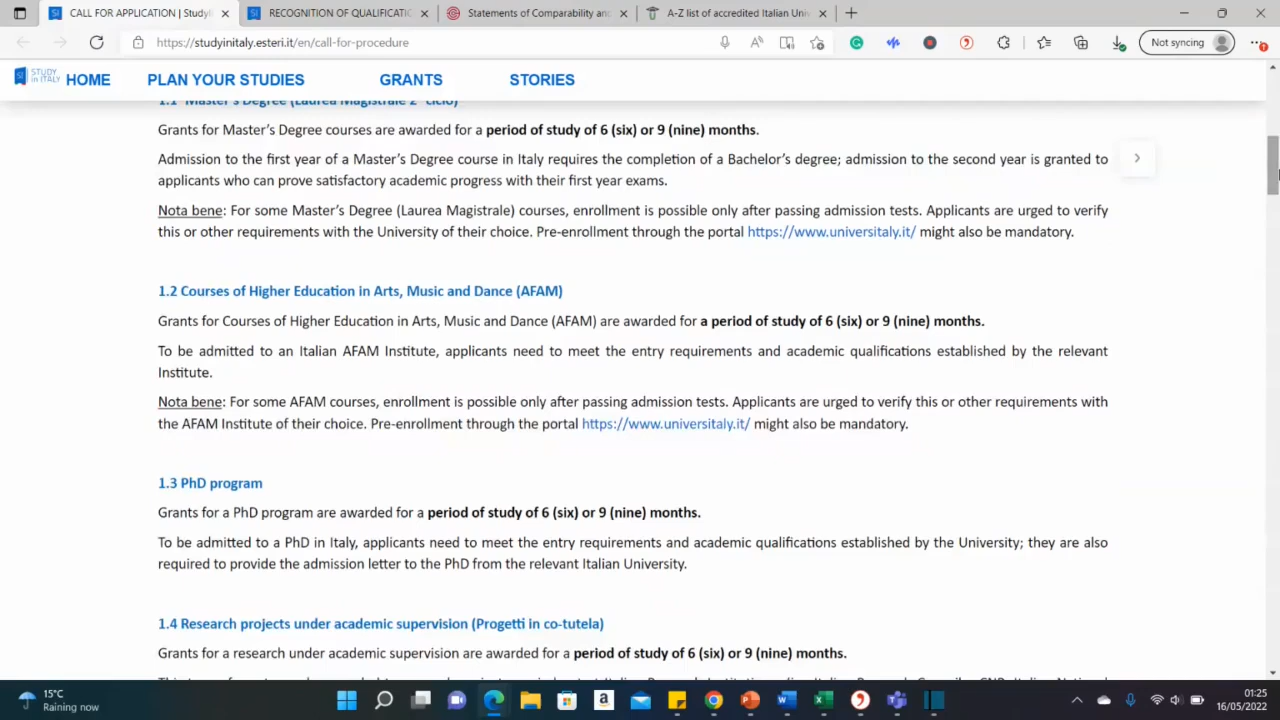 CALL FOR APPLICATION | Study
RECOGNITION OF QUALIFICATIO
Statements of Comparability and
A-Z list of accredited Italian Univ
https://studyinitaly.esteri.it/en/call-for-procedure
Not syncing
STUDY in ITALY
HOME
PLAN YOUR STUDIES
GRANTS
STORIES
1.1 Master's Degree (Laurea Magistrale 2° ciclo)
Grants for Master's Degree courses are awarded for a period of study of 6 (six) or 9 (nine) months.
Admission to the first year of a Master's Degree course in Italy requires the completion of a Bachelor's degree; admission to the second year is granted to
applicants who can prove satisfactory academic progress with their first year exams.
Nota bene: For some Master's Degree (Laurea Magistrale) courses, enrollment is possible only after passing admission tests. Applicants are urged to verify
this or other requirements with the University of their choice. Pre-enrollment through the portal https://www.universitaly.it/ might also be mandatory.
1.2 Courses of Higher Education in Arts, Music and Dance (AFAM)
Grants for Courses of Higher Education in Arts, Music and Dance (AFAM) are awarded for a period of study of 6 (six) or 9 (nine) months.
To be admitted to an Italian AFAM Institute, applicants need to meet the entry requirements and academic qualifications established by the relevant
Institute.
Nota bene: For some AFAM courses, enrollment is possible only after passing admission tests. Applicants are urged to verify this or other requirements with
the AFAM Institute of their choice. Pre-enrollment through the portal https://www.universitaly.it/ might also be mandatory.
1.3 PhD program
Grants for a PhD program are awarded for a period of study of 6 (six) or 9 (nine) months.
To be admitted to a PhD in Italy, applicants need to meet the entry requirements and academic qualifications established by the University; they are also
required to provide the admission letter to the PhD from the relevant Italian University.
1.4 Research projects under academic supervision (Progetti in co-tutela)
Grants for a research under academic supervision are awarded for a period of study of 6 (six) or 9 (nine) months.
15°C
Raining now
01:25
16/05/2022